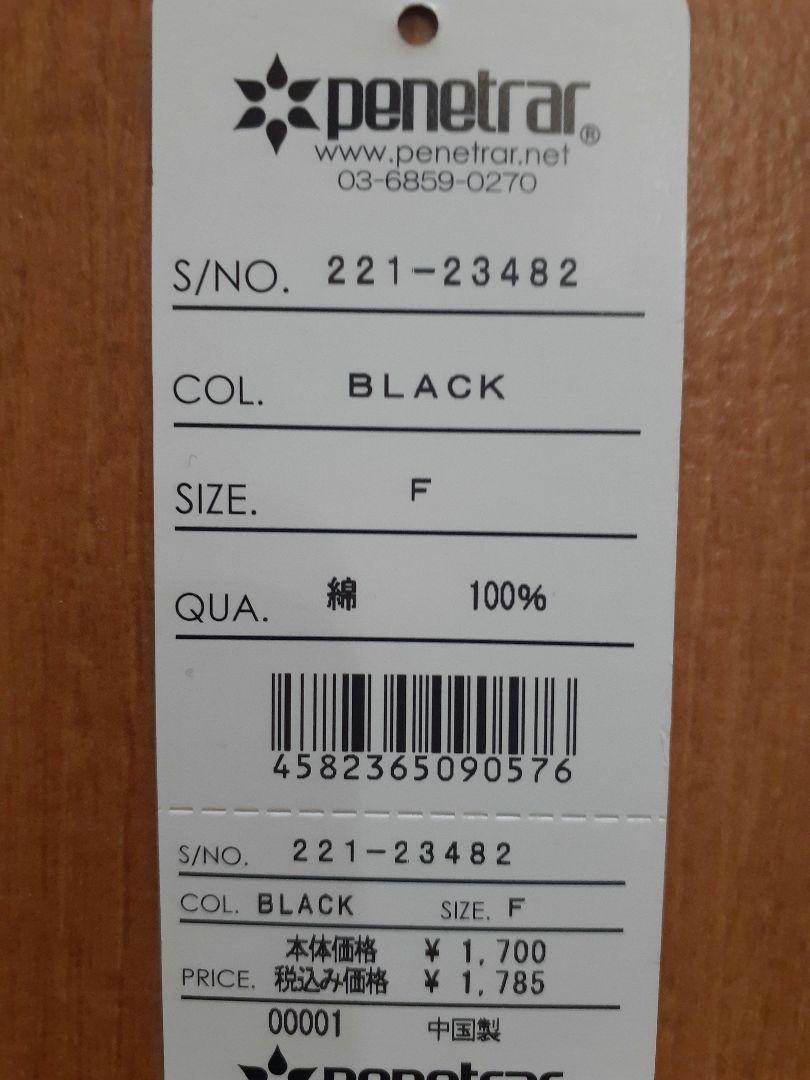 penetrar®
www.penetrar.net
03-6859-0270
S/NO. 221-23482
COL. BLACK
SIZE. F
QUA. 綿 100%
4582365090576
S/NO. 221-23482
COL. BLACK SIZE. F
本体価格 ¥ 1,700
PRICE. 税込み価格 ¥ 1,785
00001 中国製
penetrar